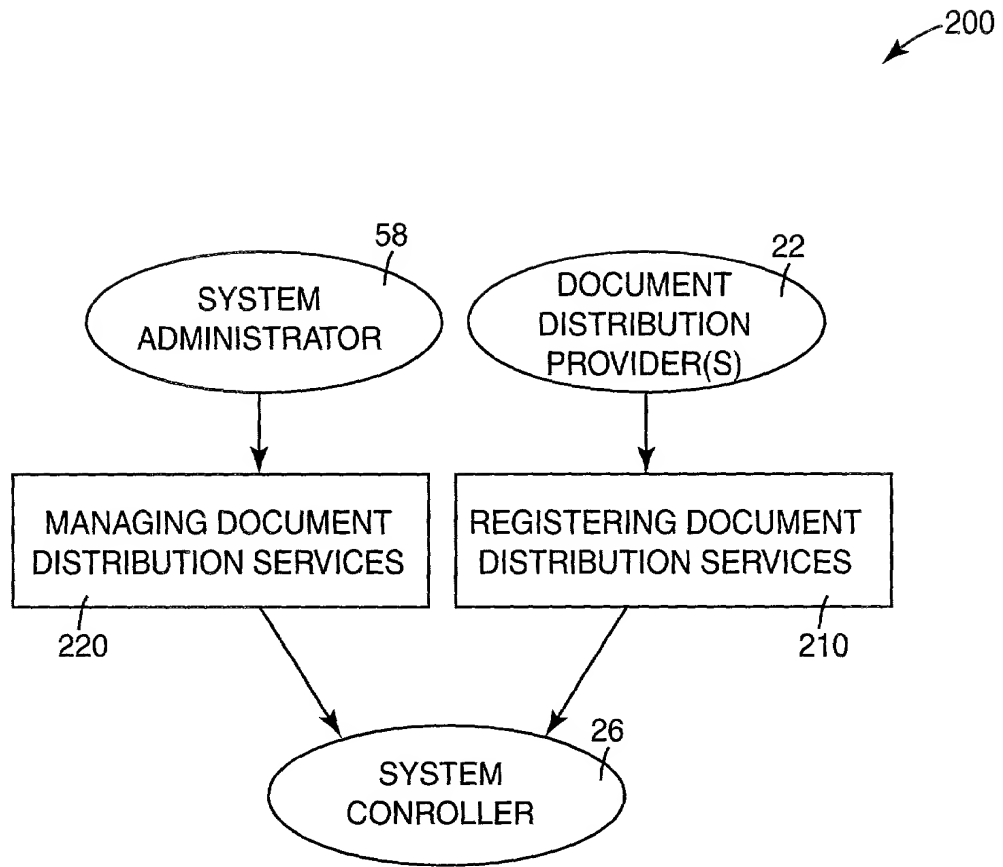 200
58
SYSTEM
ADMINISTRATOR
22
DOCUMENT
DISTRIBUTION
PROVIDER(S)
MANAGING DOCUMENT
DISTRIBUTION SERVICES
220
REGISTERING DOCUMENT
DISTRIBUTION SERVICES
210
26
SYSTEM
CONROLLER